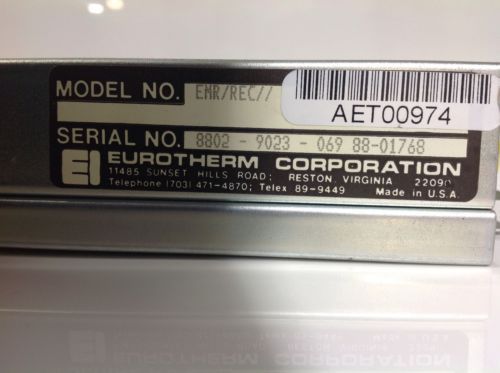 MODEL NO. EMR/REC//
AET00974
SERIAL NO. 8802 - 9023 - 069 88-01768
EI EUROTHERM CORPORATION
11485 SUNSET HILLS ROAD; RESTON, VIRGINIA 22090
Telephone (703) 471-4870; Telex 89-9449 Made in U.S.A.